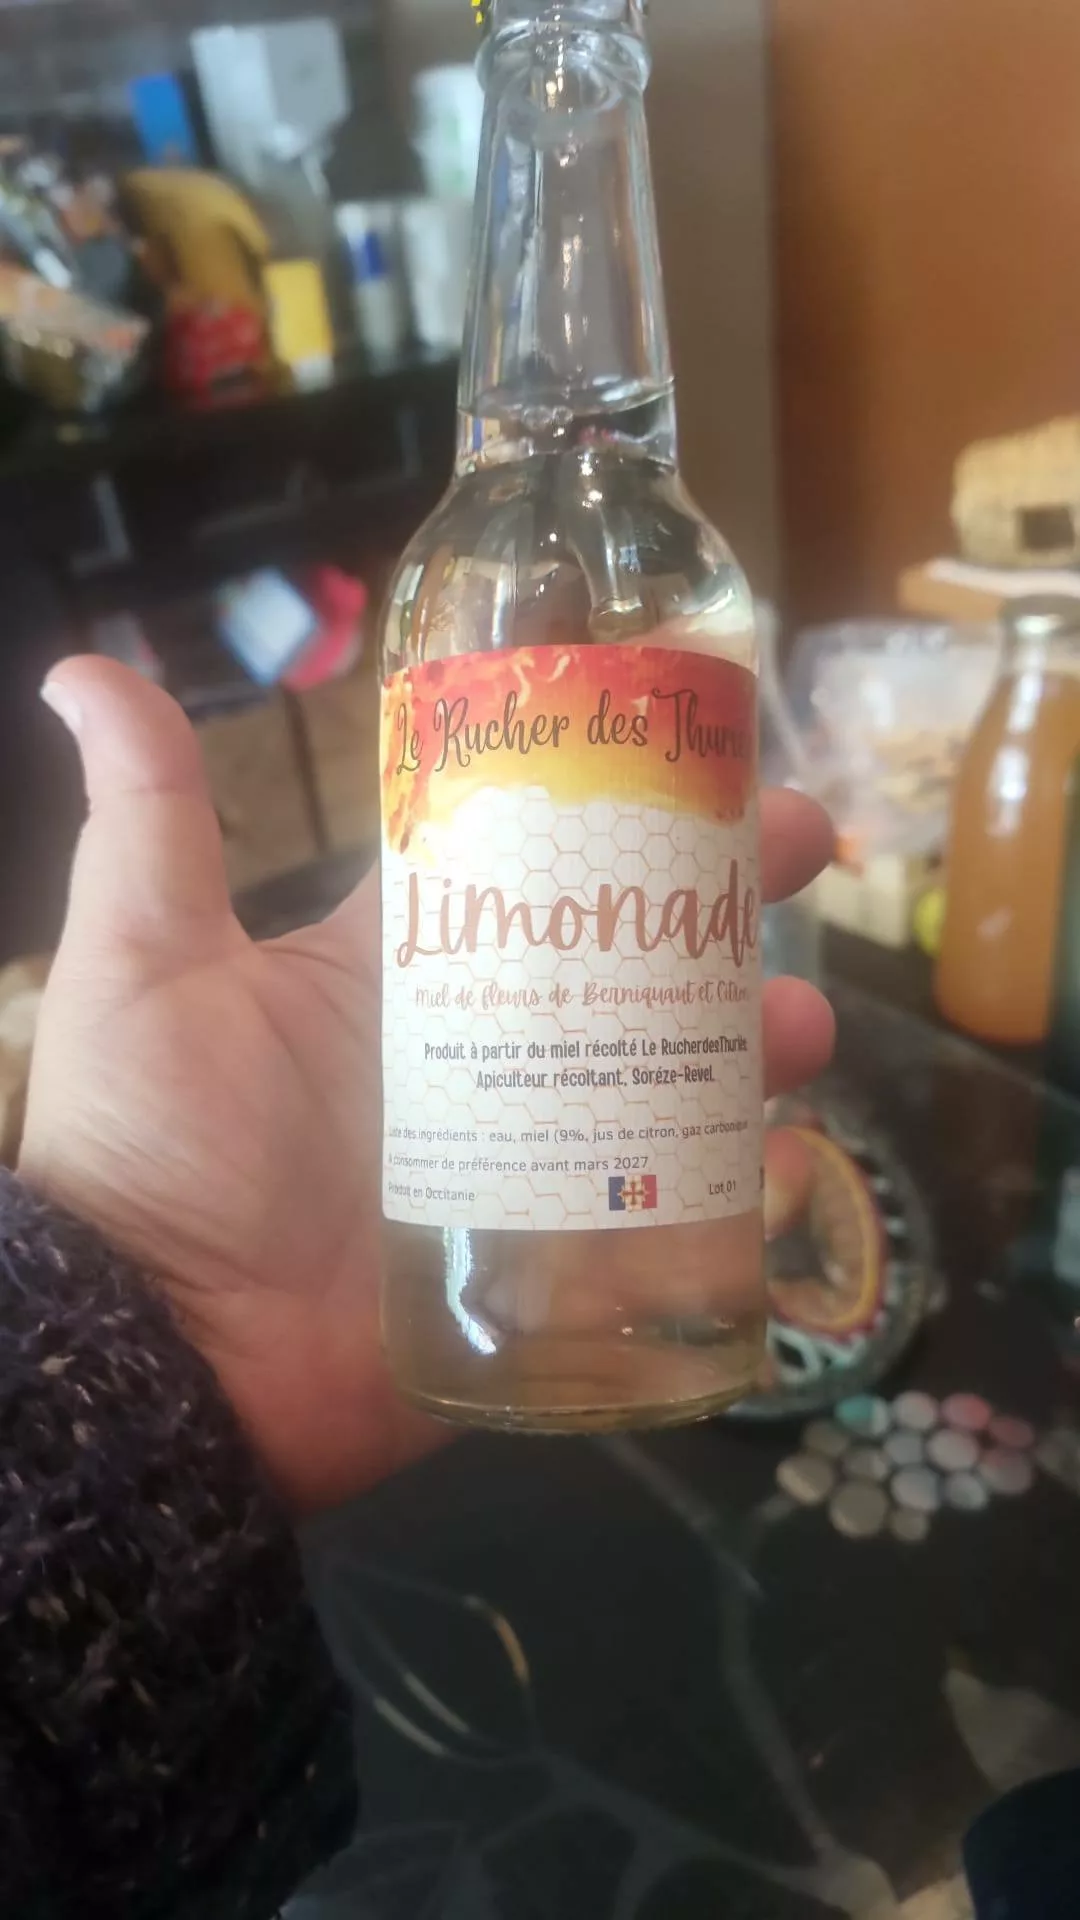 Le Rucher des Thuriès
Limonade
Miel de fleurs de Berniquaut et Citron
Produit à partir du miel récolté Le RucherdesThuriès
Apiculteur récoltant, Soréze-Revel
Liste des ingrédients : eau, miel (9%, jus de citron, gaz carbonique
A consommer de préférence avant mars 2027
Produit en Occitanie
Lot 01